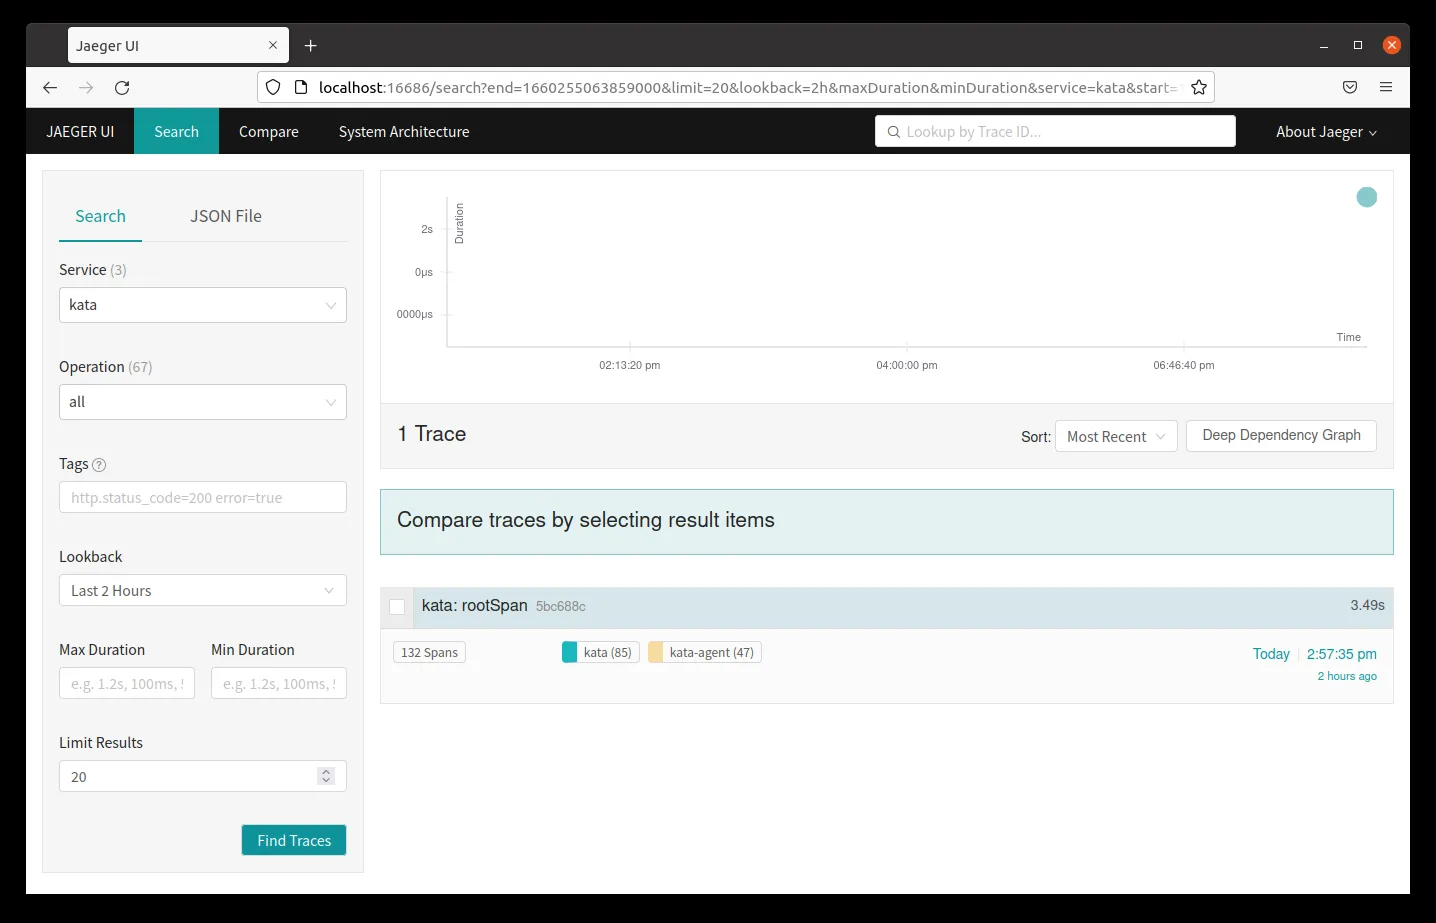 Jaeger UI
localhost:16686/search?end=1660255063859000&limit=20&lookback=2h&maxDuration&minDuration&service=kata&start=
JAEGER UI Search Compare System Architecture Lookup by Trace ID... About Jaeger
Search JSON File
Service (3)
kata
Operation (67)
all
Tags ?
http.status_code=200 error=true
Lookback
Last 2 Hours
Max Duration Min Duration
e.g. 1.2s, 100ms, e.g. 1.2s, 100ms,
Limit Results
20
Find Traces
Duration
2s
0μs
0000μs
Time
02:13:20 pm 04:00:00 pm 06:46:40 pm
1 Trace
Sort: Most Recent Deep Dependency Graph
Compare traces by selecting result items
kata: rootSpan 5bc688c 3.49s
132 Spans kata (85) kata-agent (47) Today 2:57:35 pm
2 hours ago